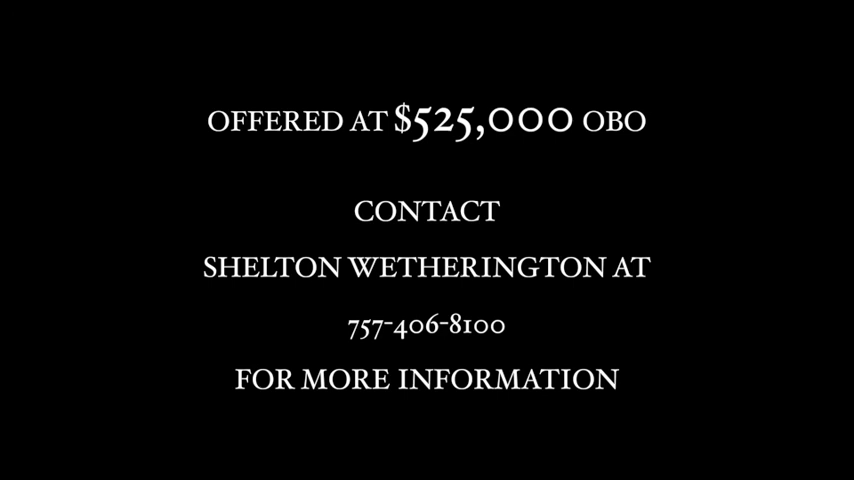 OFFERED AT $525,000 OBO
CONTACT
SHELTON WETHERINGTON AT
757-406-8100
FOR MORE INFORMATION